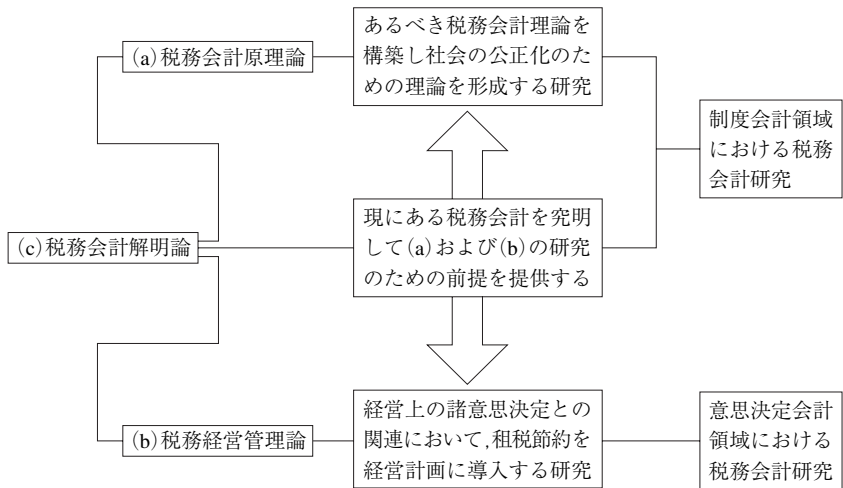 (a)税務会計原理論
あるべき税務会計理論を
構築し社会の公正化のた
めの理論を形成する研究
制度会計領域
における税務
会計研究
(c)税務会計解明論
現にある税務会計を究明
して(a)および(b)の研究
のための前提を提供する
(b)税務経営管理論
経営上の諸意思決定との
関連において,租税節約を
経営計画に導入する研究
意思決定会計
領域における
税務会計研究